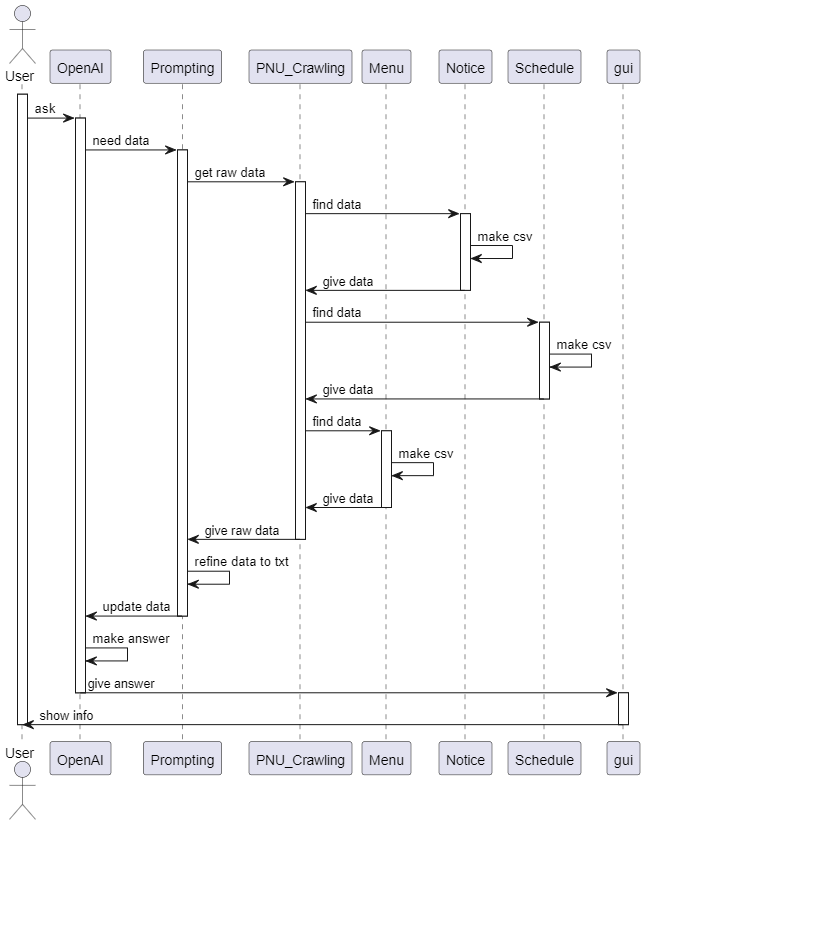 User
OpenAI
Prompting
PNU_Crawling
Menu
Notice
Schedule
gui
ask
need data
get raw data
find data
make csv
give data
find data
make csv
give data
find data
make csv
give data
give raw data
refine data to txt
update data
make answer
give answer
show info
User
OpenAI
Prompting
PNU_Crawling
Menu
Notice
Schedule
gui